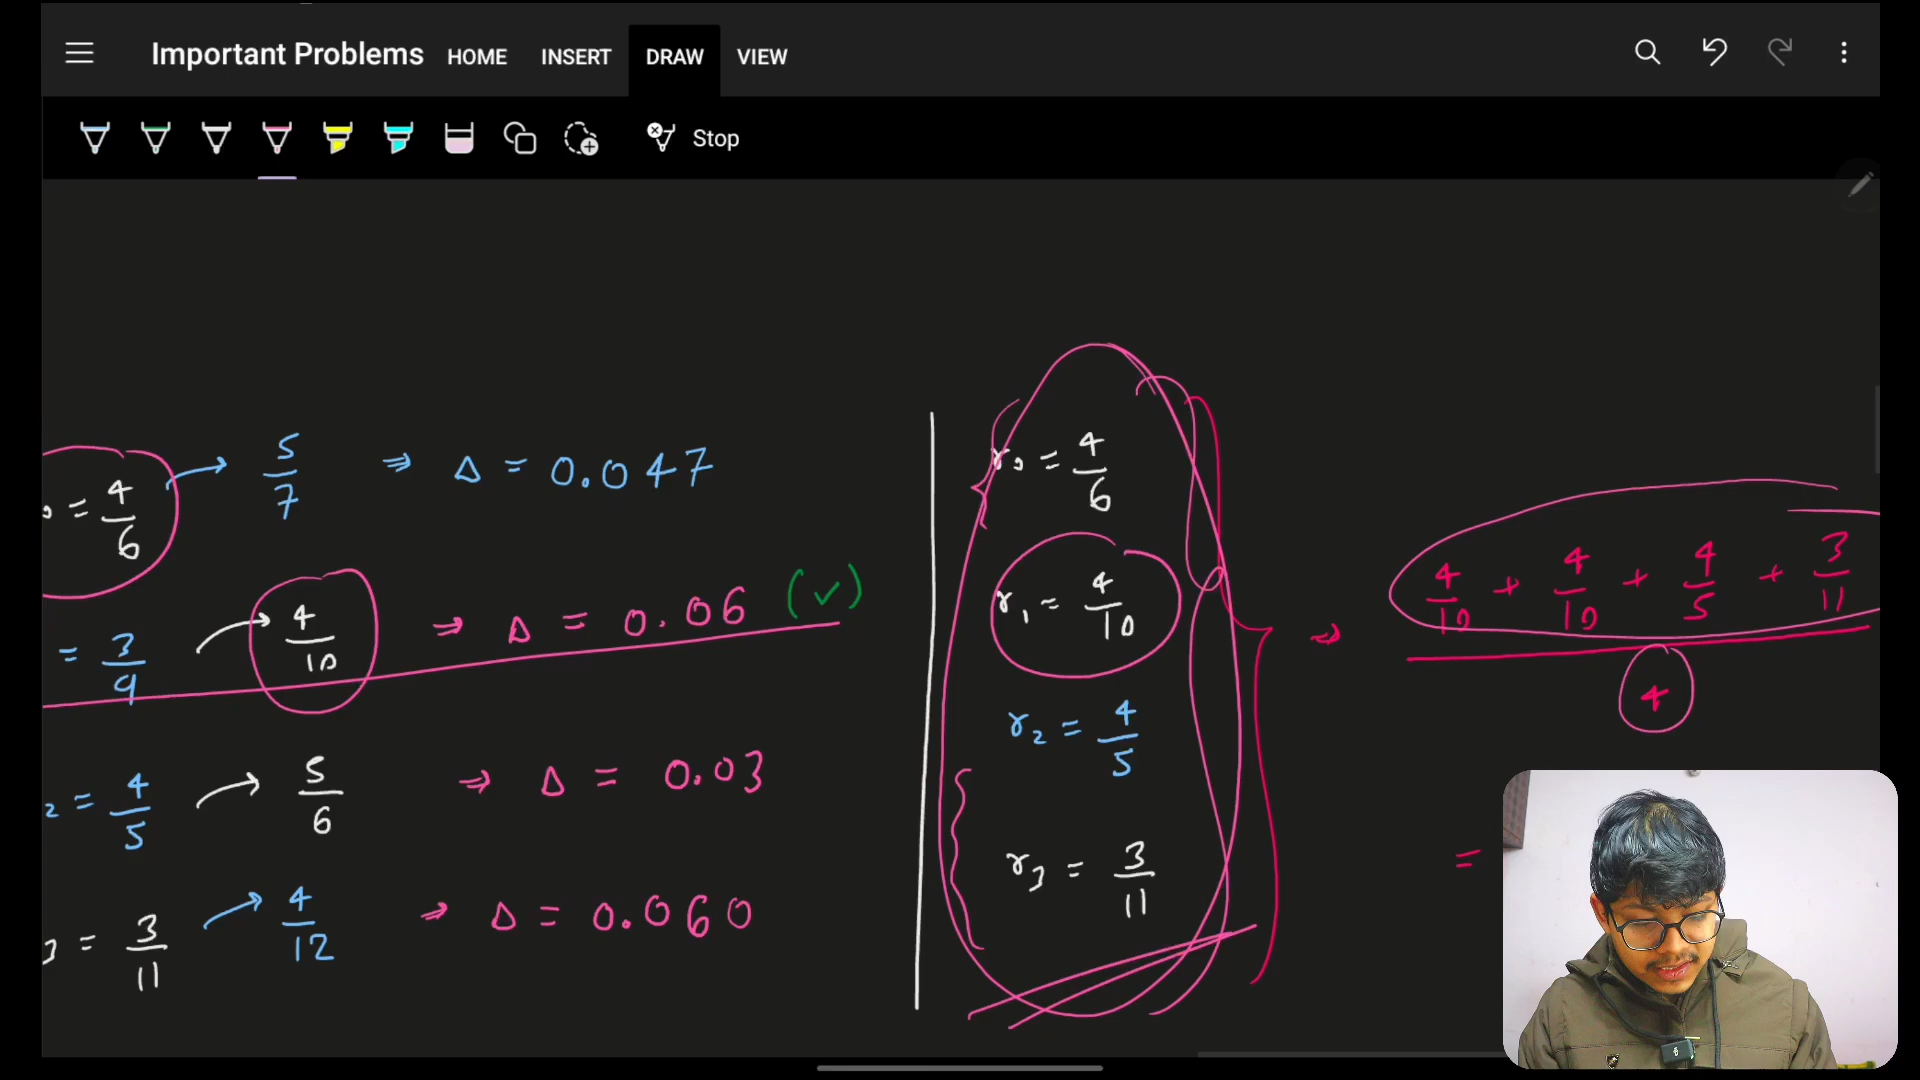 Important Problems HOME INSERT DRAW VIEW
Stop
= 4/6 → 5/7 ⇒ Δ = 0.047
= 3/9 → 4/10 ⇒ Δ = 0.06 (✓)
2 = 4/5 → 5/6 ⇒ Δ = 0.03
3 = 3/11 → 4/12 ⇒ Δ = 0.060
r₀ = 4/6
r₁ = 4/10
r₂ = 4/5
r₃ = 3/11
⇒ 4/10 + 4/10 + 4/5 + 3/11
4
=